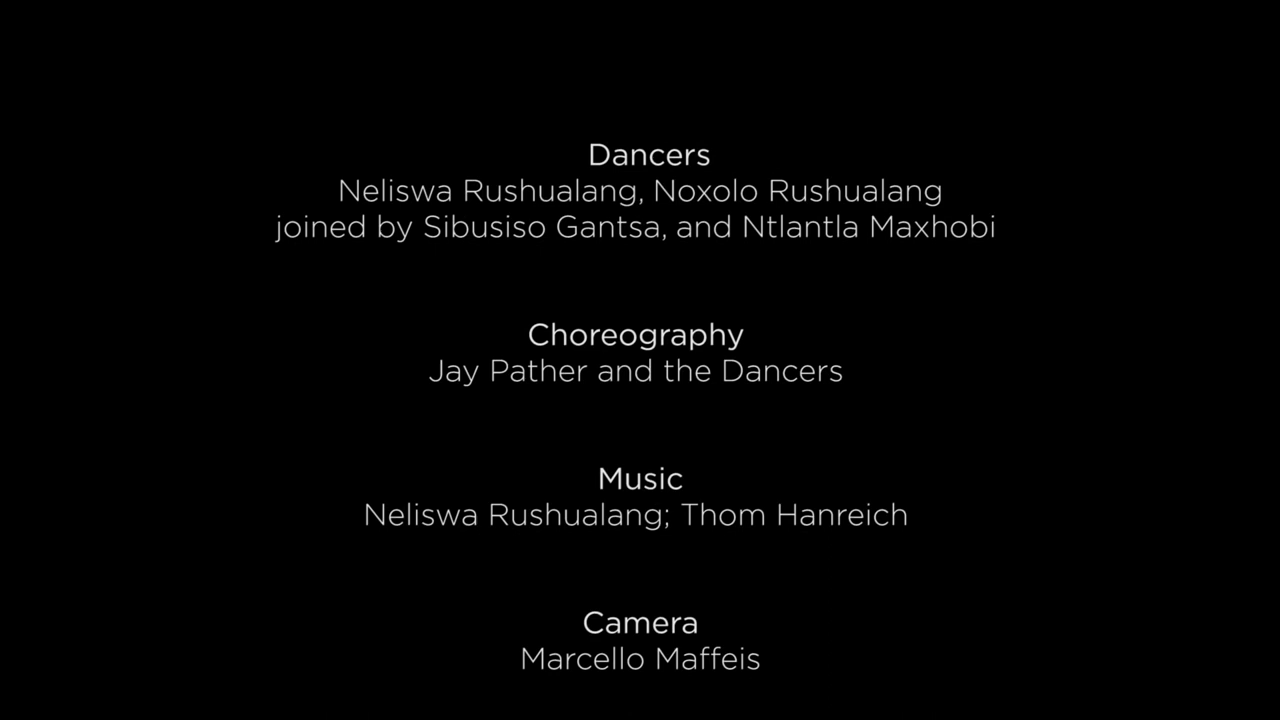 Dancers
Neliswa Rushualang, Noxolo Rushualang
joined by Sibusiso Gantsa, and Ntlantla Maxhobi
Choreography
Jay Pather and the Dancers
Music
Neliswa Rushualang; Thom Hanreich
Camera
Marcello Maffeis